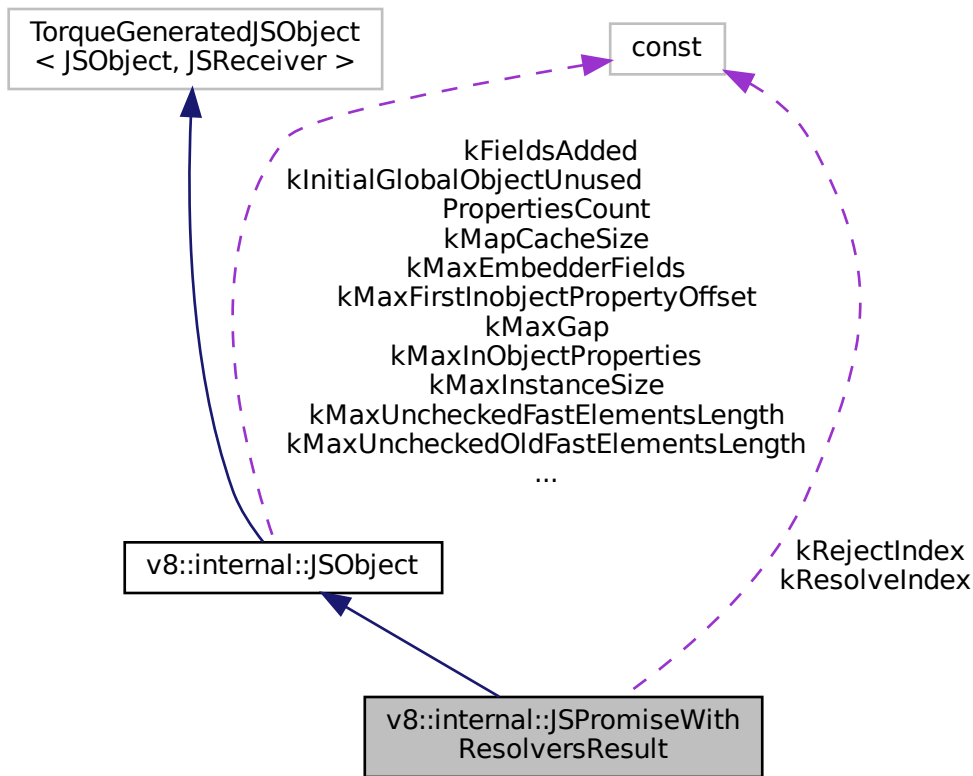 TorqueGeneratedJSObject
< JSObject, JSReceiver >
const
kFieldsAdded
kInitialGlobalObjectUnused
PropertiesCount
kMapCacheSize
kMaxEmbedderFields
kMaxFirstInobjectPropertyOffset
kMaxGap
kMaxInObjectProperties
kMaxInstanceSize
kMaxUncheckedFastElementsLength
kMaxUncheckedOldFastElementsLength
...
v8::internal::JSObject
kRejectIndex
kResolveIndex
v8::internal::JSPromiseWith
ResolversResult